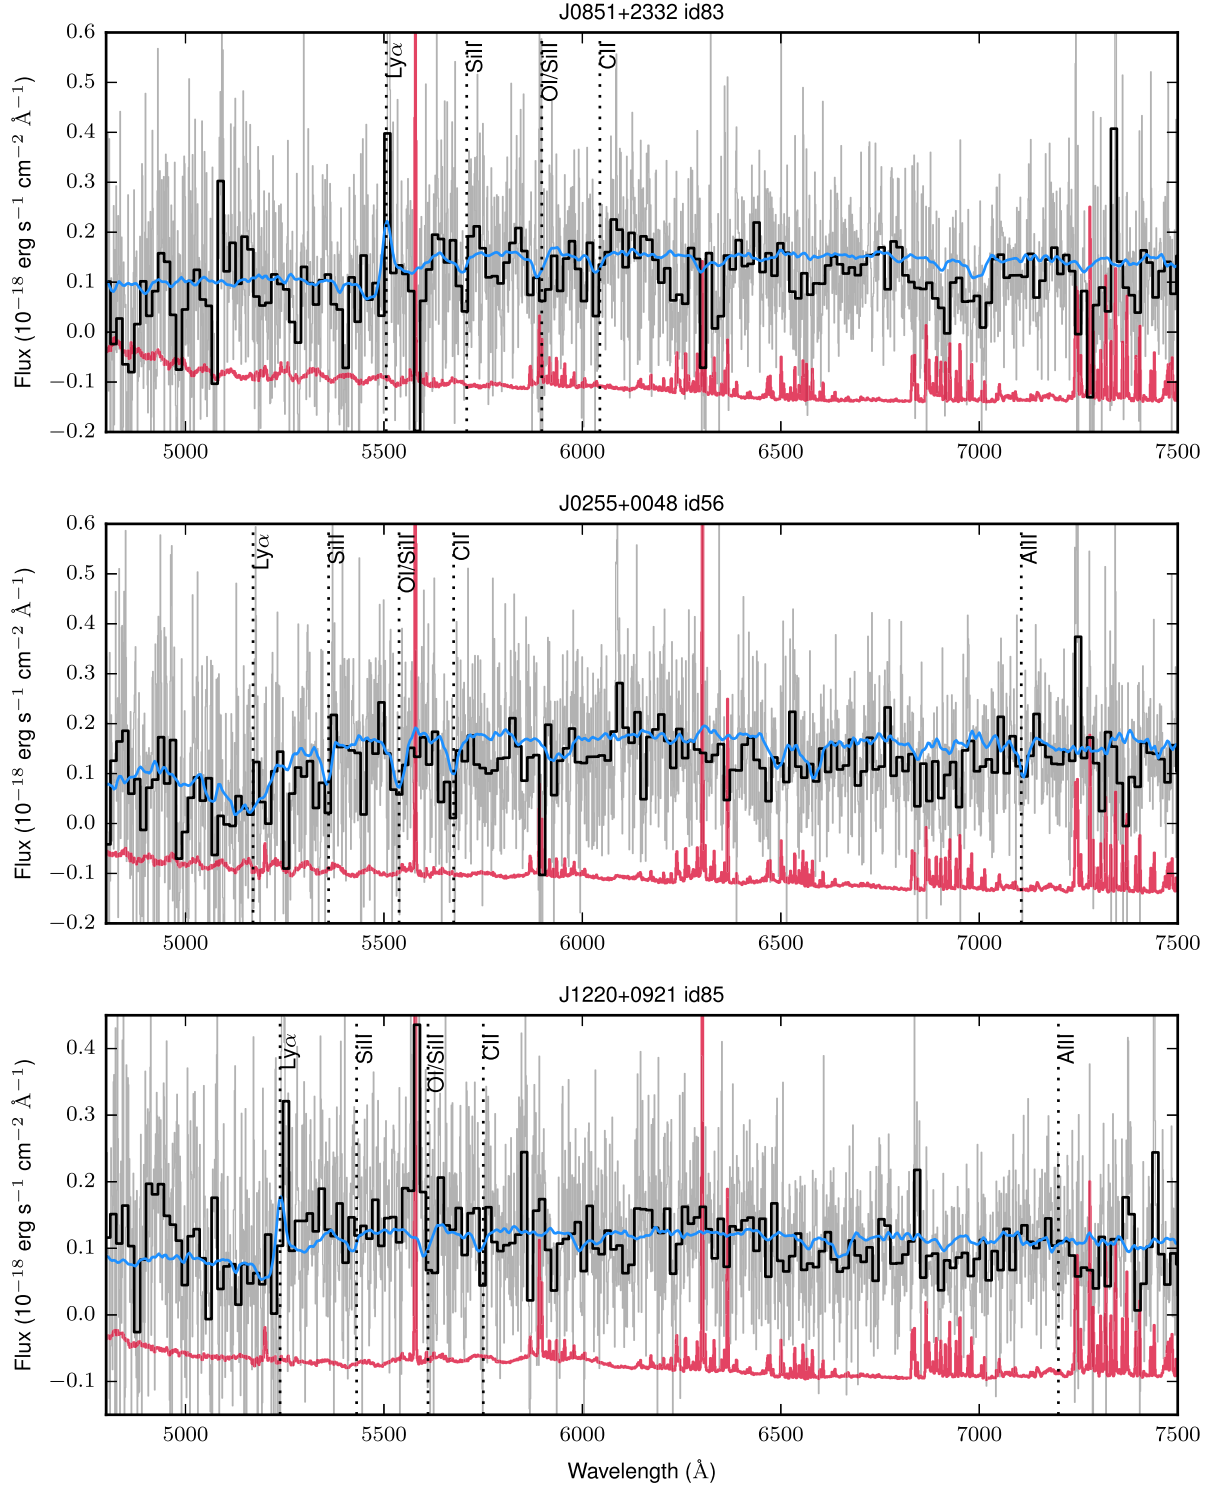 J0851+2332 id83
Flux (10⁻¹⁸ erg s⁻¹ cm⁻² Å⁻¹)
0.6
0.5
0.4
0.3
0.2
0.1
0.0
−0.1
−0.2
Lyα
SiII
OI/SiII
CII
5000 5500 6000 6500 7000 7500
J0255+0048 id56
Flux (10⁻¹⁸ erg s⁻¹ cm⁻² Å⁻¹)
0.6
0.5
0.4
0.3
0.2
0.1
0.0
−0.1
−0.2
Lyα
SiII
OI/SiII
CII
AlIII
5000 5500 6000 6500 7000 7500
J1220+0921 id85
Flux (10⁻¹⁸ erg s⁻¹ cm⁻² Å⁻¹)
0.4
0.3
0.2
0.1
0.0
−0.1
Lyα
SiII
OI/SiII
CII
AlIII
5000 5500 6000 6500 7000 7500
Wavelength (Å)